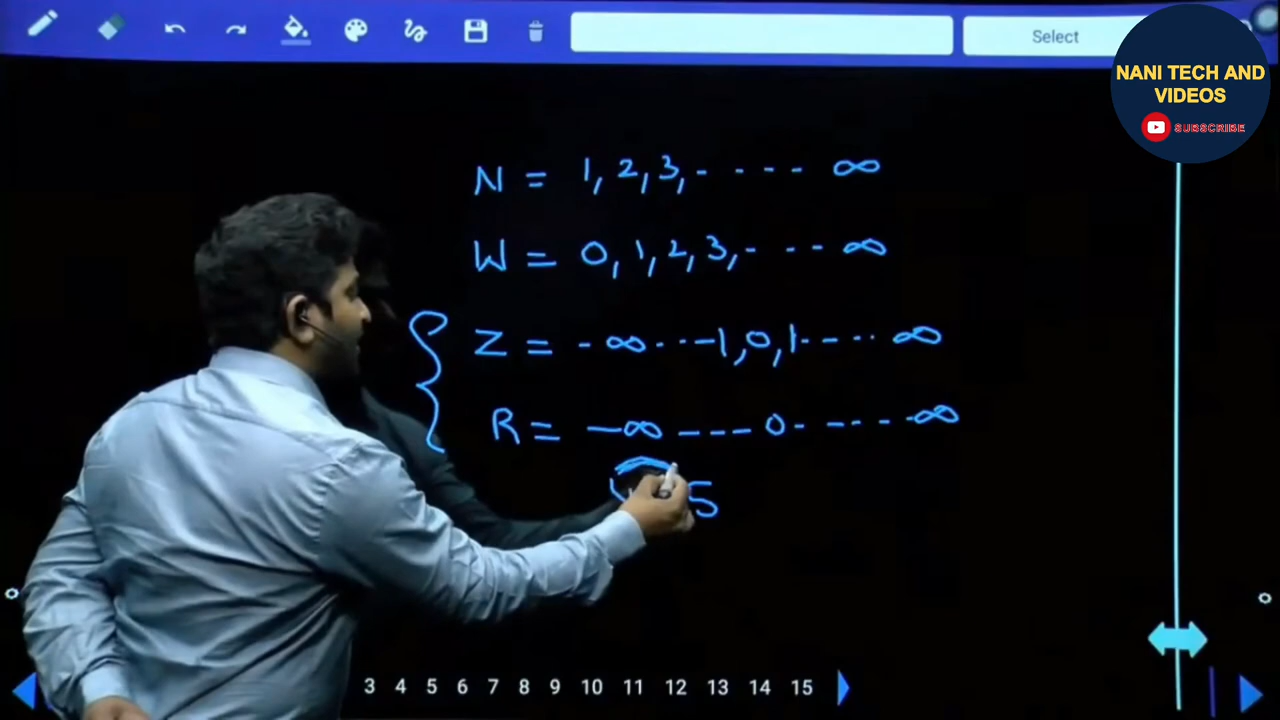 Select
NANI TECH AND
VIDEOS
SUBSCRIBE
N = 1, 2, 3, - - - - ∞
W = 0, 1, 2, 3, - - - - ∞
Z = - ∞ - - - -1, 0, 1 - - - - ∞
R = - ∞ - - - 0 - - - - - ∞
5
3 4 5 6 7 8 9 10 11 12 13 14 15